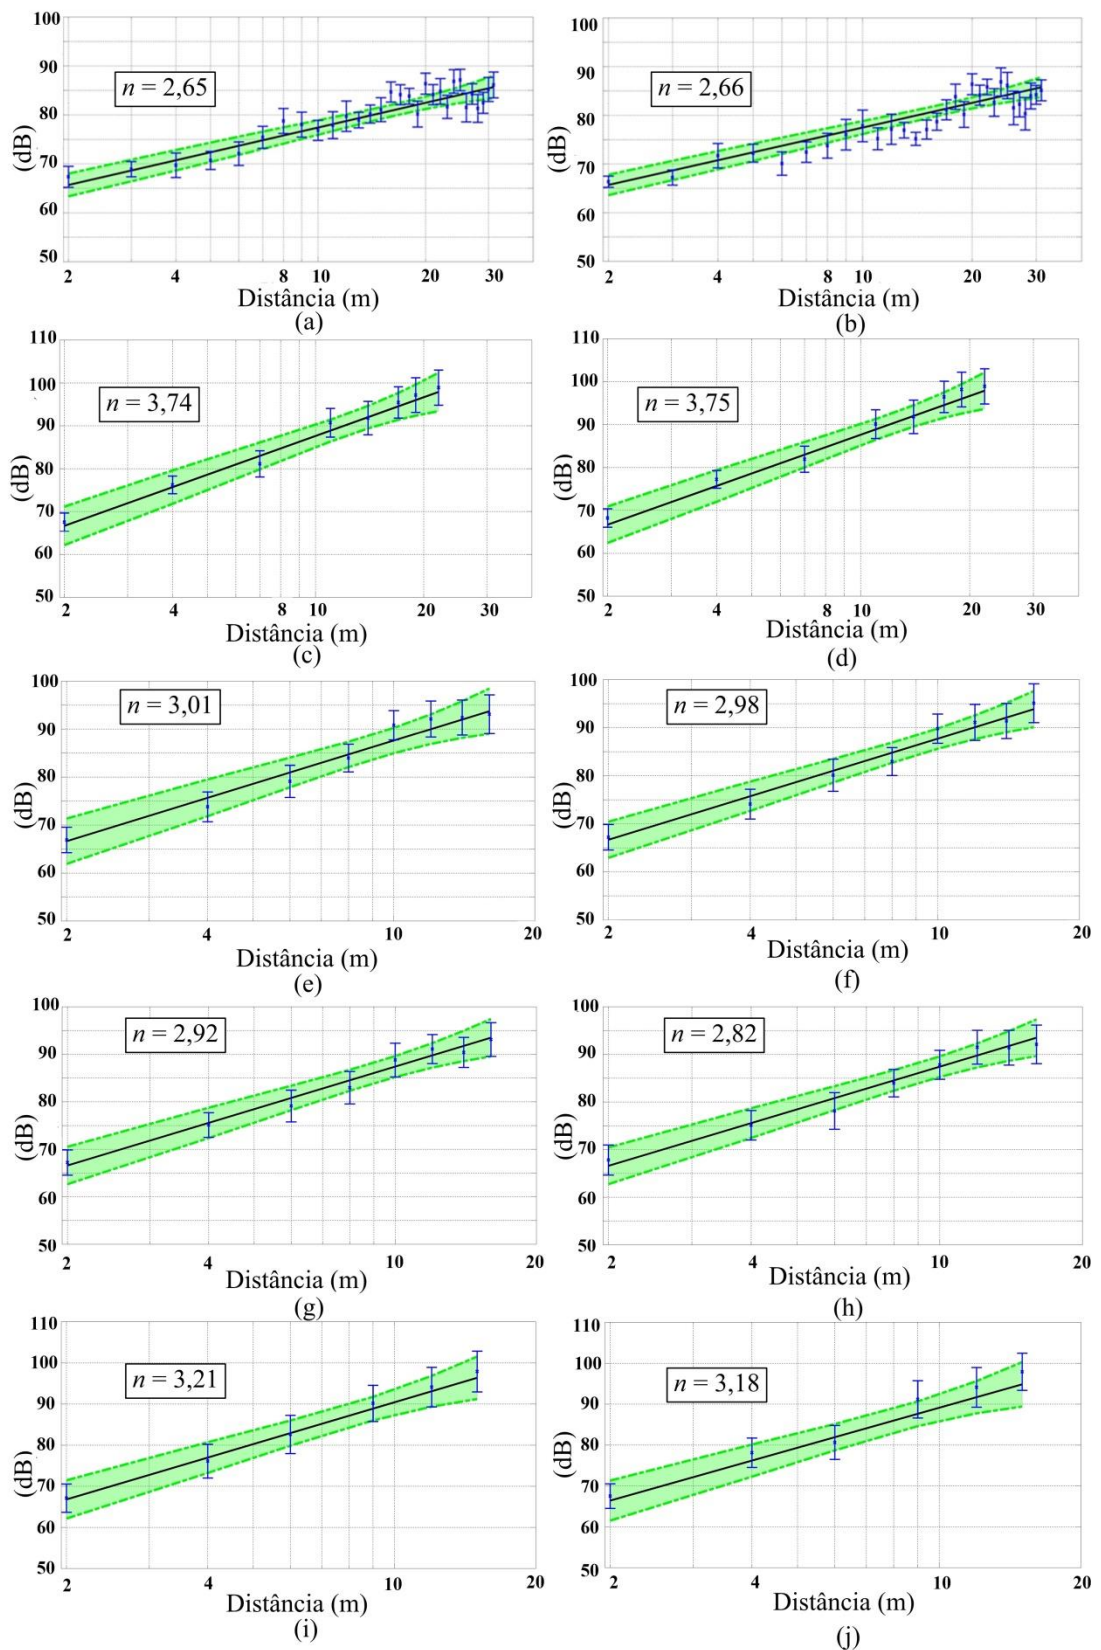 100
90
80
70
60
50
(dB)
n = 2,65
2
4
8
10
20
30
Distância (m)
(a)
100
90
80
70
60
50
(dB)
n = 2,66
2
4
8
10
20
30
Distância (m)
(b)
110
100
90
80
70
60
50
(dB)
n = 3,74
2
4
8
10
20
30
Distância (m)
(c)
110
100
90
80
70
60
50
(dB)
n = 3,75
2
4
8
10
20
30
Distância (m)
(d)
100
90
80
70
60
50
(dB)
n = 3,01
2
4
10
20
Distância (m)
(e)
100
90
80
70
60
50
(dB)
n = 2,98
2
4
10
20
Distância (m)
(f)
100
90
80
70
60
50
(dB)
n = 2,92
2
4
10
20
Distância (m)
(g)
100
90
80
70
60
50
(dB)
n = 2,82
2
4
10
20
Distância (m)
(h)
110
100
90
80
70
60
50
(dB)
n = 3,21
2
4
10
20
Distância (m)
(i)
110
100
90
80
70
60
50
(dB)
n = 3,18
2
4
10
20
Distância (m)
(j)